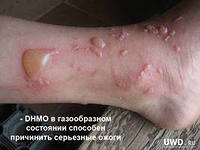 - DHMO в газообразном
состоянии способен
причинить серьезные ожоги
UWD.RU